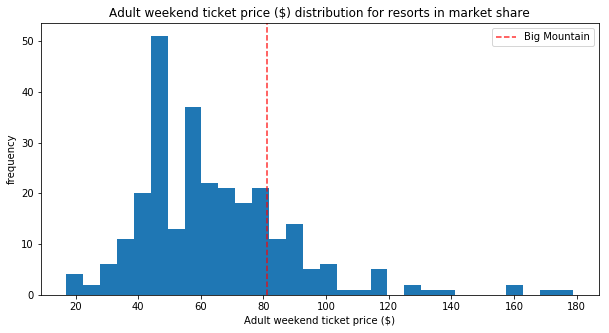 Adult weekend ticket price ($) distribution for resorts in market share
Big Mountain
frequency
50
40
30
20
10
0
20 40 60 80 100 120 140 160 180
Adult weekend ticket price ($)